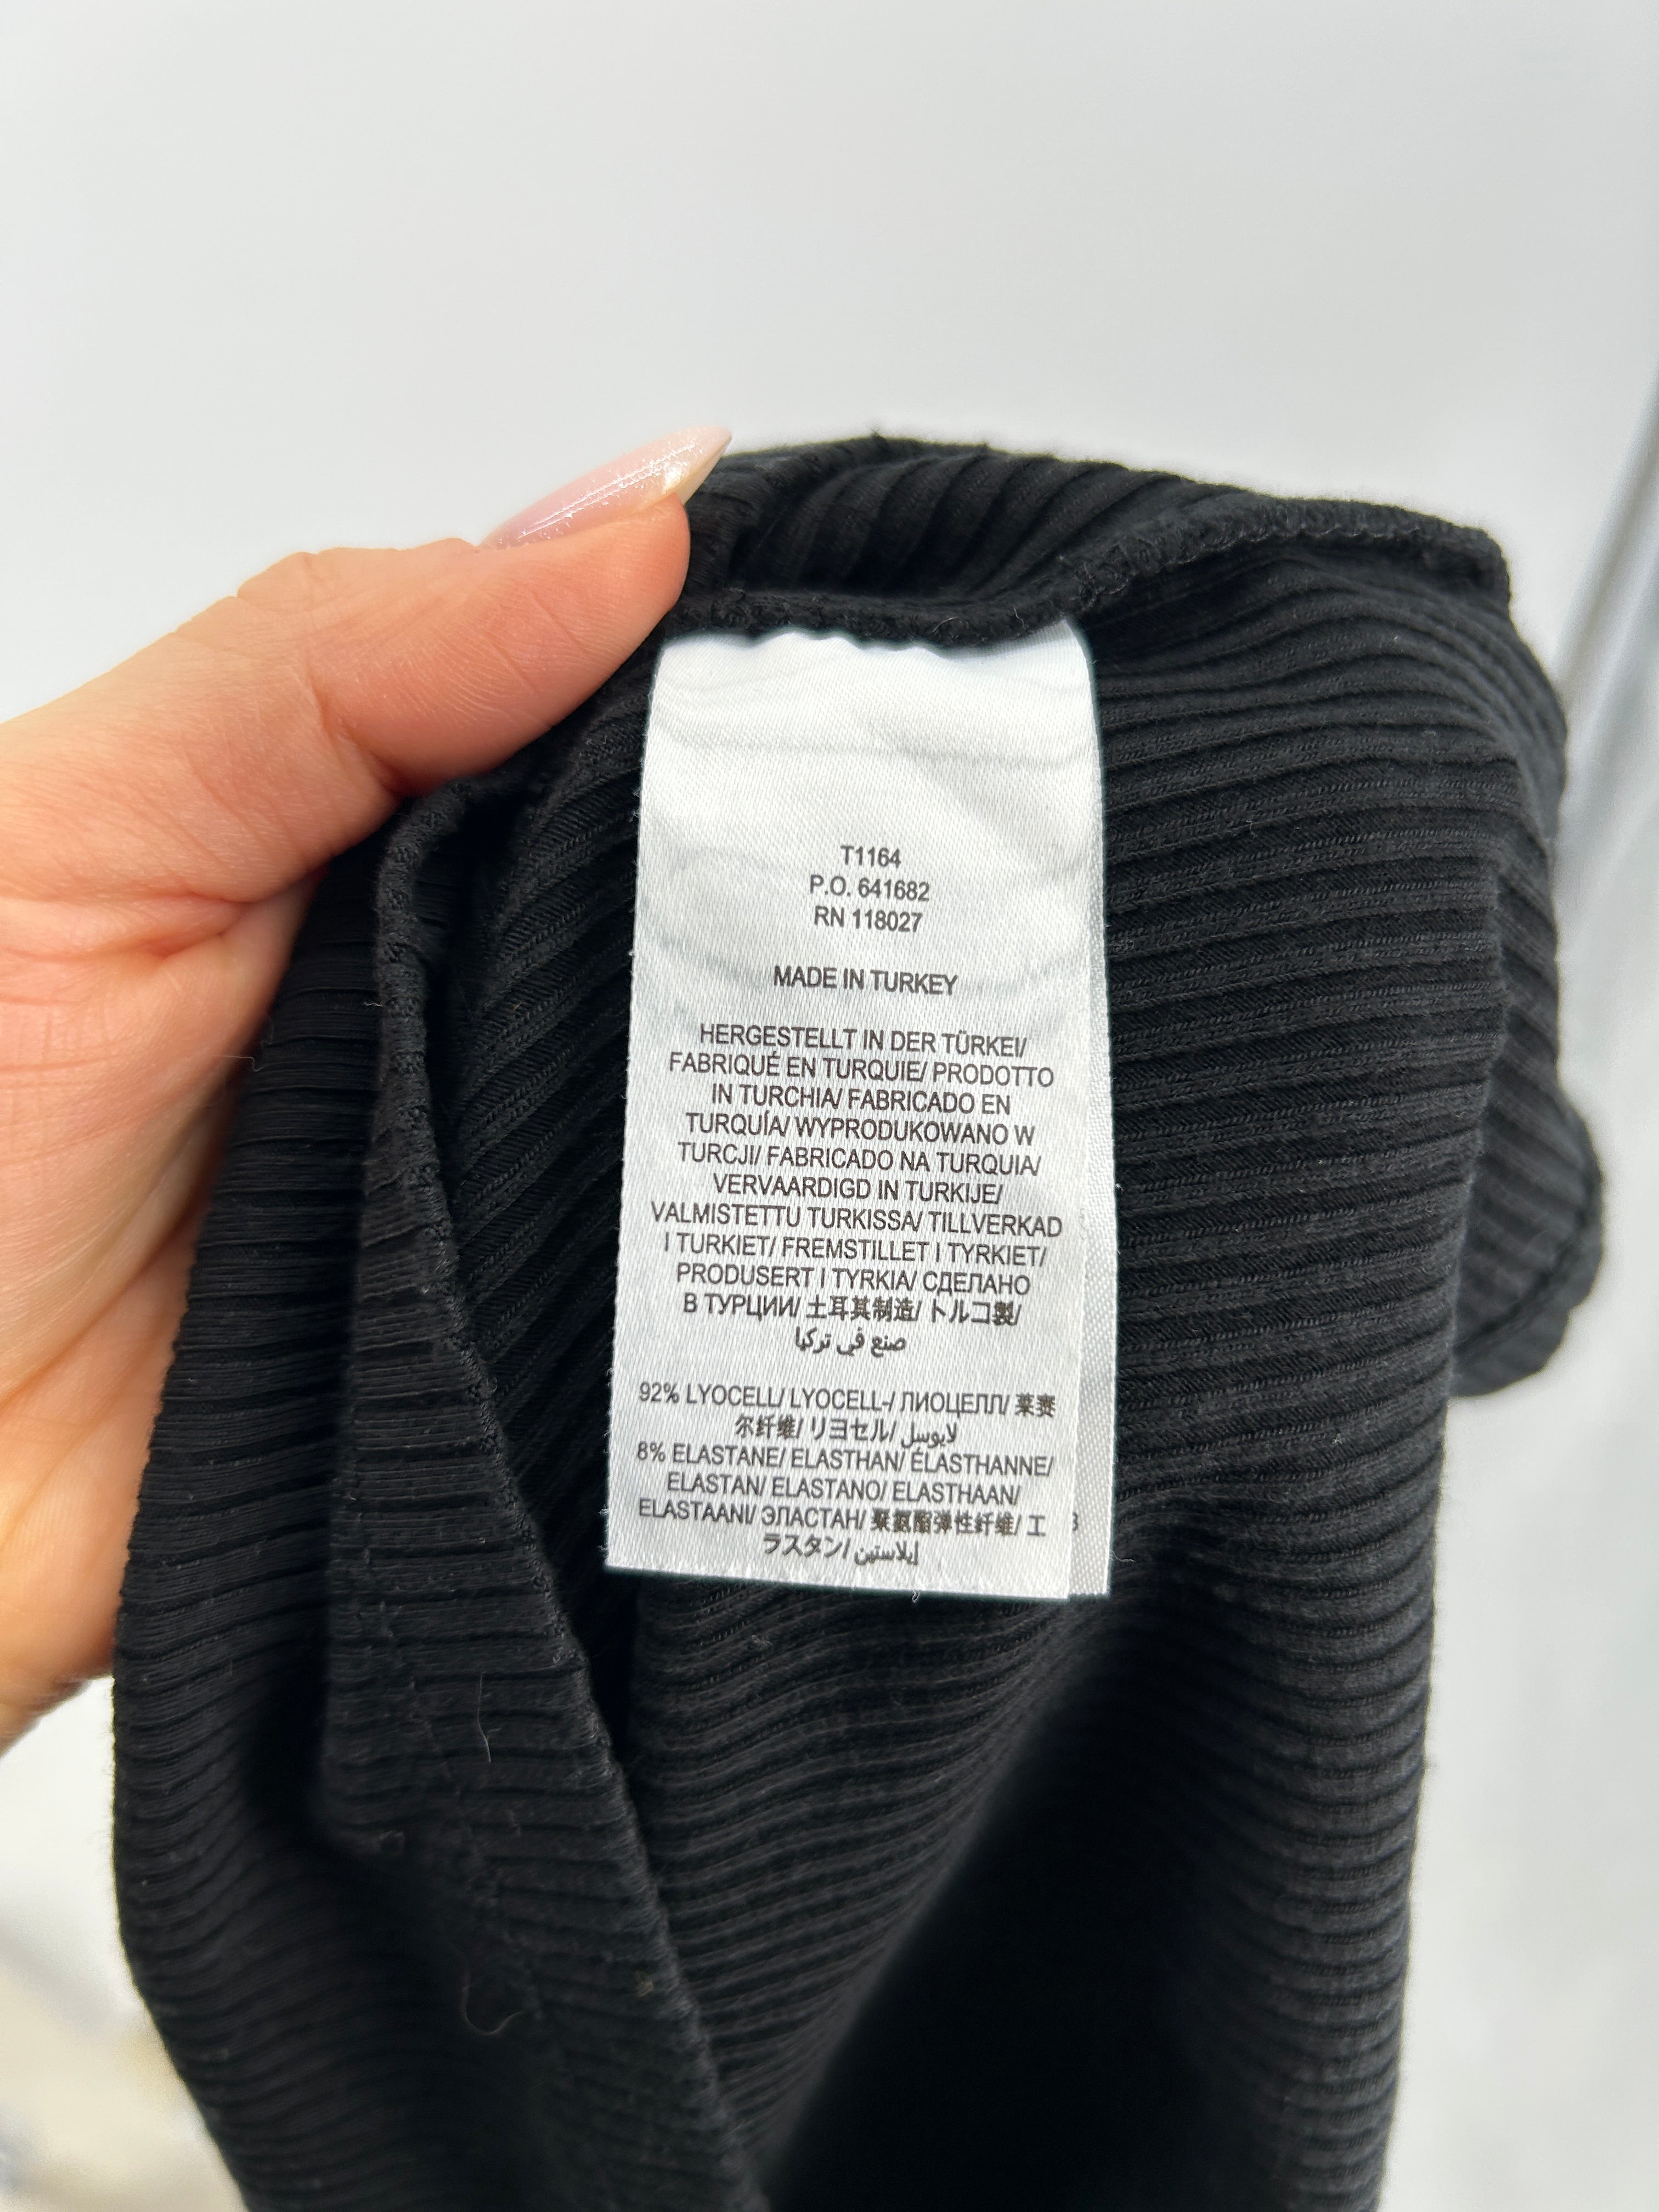 T1164
P.O. 641682
RN 118027
MADE IN TURKEY
HERGESTELLT IN DER TÜRKEI/
FABRIQUÉ EN TURQUIE/ PRODOTTO
IN TURCHIA/ FABRICADO EN
TURQUÍA/ WYPRODUKOWANO W
TURCJI/ FABRICADO NA TURQUIA/
VERVAARDIGD IN TURKIJE/
VALMISTETTU TURKISSA/ TILLVERKAD
I TURKIET/ FREMSTILLET I TYRKIET/
PRODUSERT I TYRKIA/ СДЕЛАНО
В ТУРЦИИ/ 土耳其制造/ トルコ製/
صنع في تركيا
92% LYOCELL/ LYOCELL-/ ЛИОЦЕЛЛ/ 莱赛
尔纤维/ リヨセル/ لايوسل
8% ELASTANE/ ELASTHAN/ ÉLASTHANNE/
ELASTAN/ ELASTANO/ ELASTHAAN/
ELASTAANI/ ЭЛАСТАН/ 聚氨酯弹性纤维/ エ
ラスタン/ إيلاستين